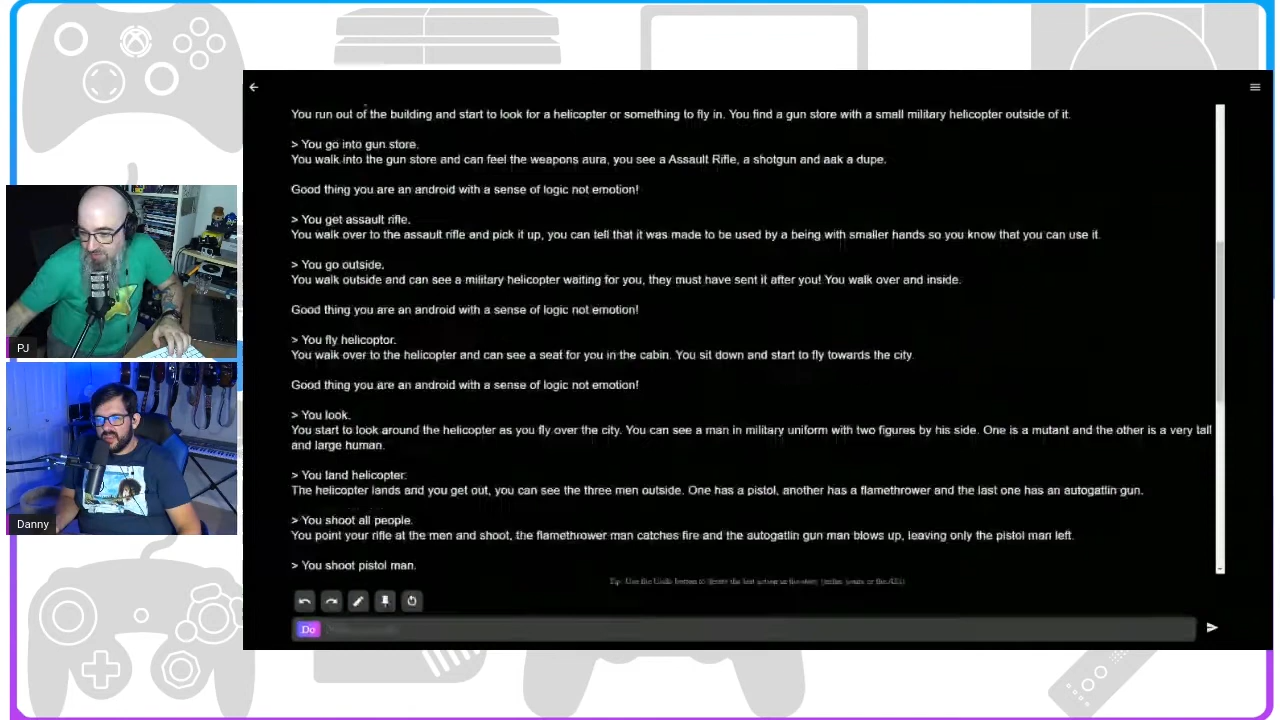 You run out of the building and start to look for a helicopter or something to fly in. You find a gun store with a small military helicopter outside of it.
> You go into gun store.
You walk into the gun store and can feel the weapons aura, you see a Assault Rifle, a shotgun and aak a dupe.
Good thing you are an android with a sense of logic not emotion!
> You get assault rifle.
You walk over to the assault rifle and pick it up, you can tell that it was made to be used by a being with smaller hands so you know that you can use it.
> You go outside.
You walk outside and can see a military helicopter waiting for you, they must have sent it after you! You walk over and inside.
Good thing you are an android with a sense of logic not emotion!
> You fly helicoptor.
You walk over to the helicopter and can see a seat for you in the cabin. You sit down and start to fly towards the city.
Good thing you are an android with a sense of logic not emotion!
> You look.
You start to look around the helicopter as you fly over the city. You can see a man in military uniform with two figures by his side. One is a mutant and the other is a very tall
and large human.
> You land helicopter.
The helicopter lands and you get out, you can see the three men outside. One has a pistol, another has a flamethrower and the last one has an autogatlin gun.
> You shoot all people.
You point your rifle at the men and shoot, the flamethrower man catches fire and the autogatlin gun man blows up, leaving only the pistol man left.
> You shoot pistol man.
Tip: Use the Undo button to
Do
PJ
Danny